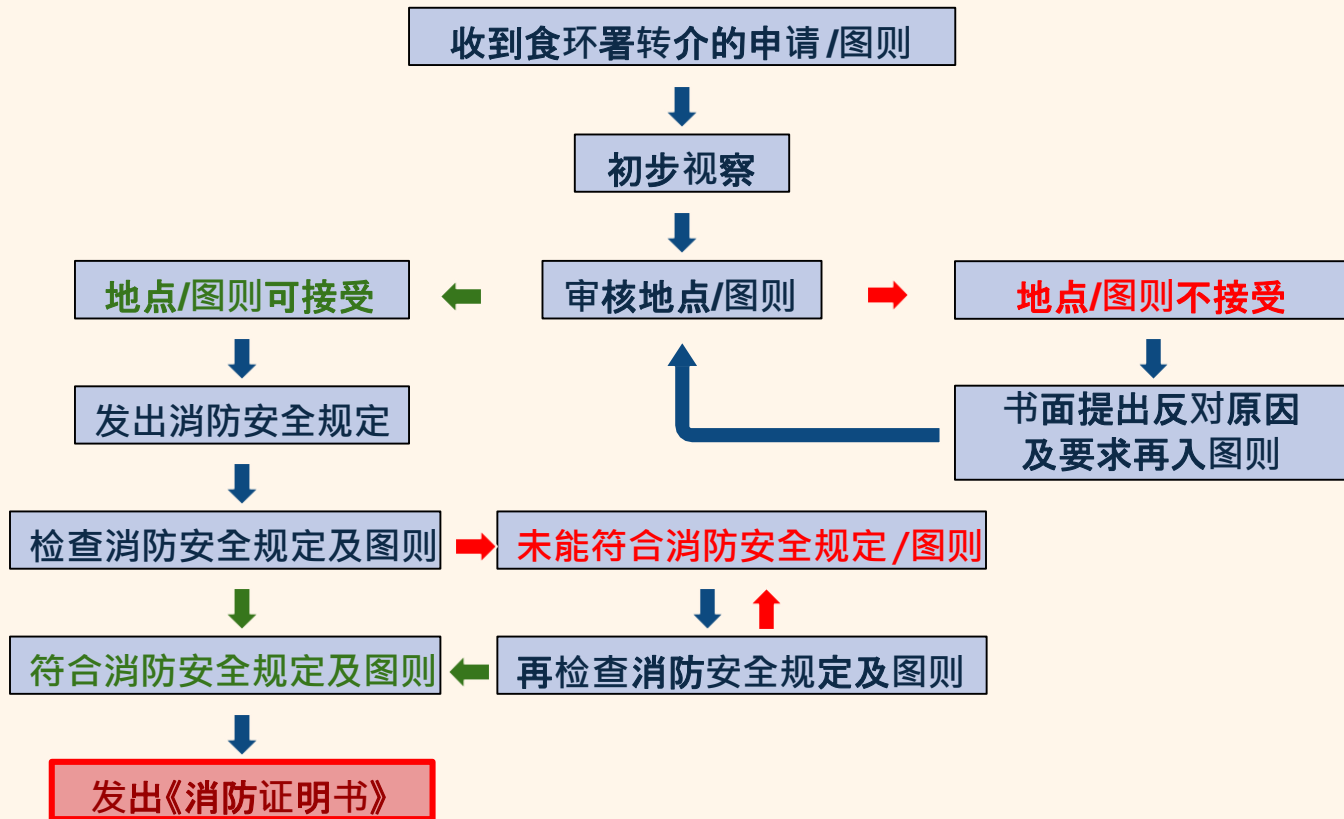 收到食环署转介的申请/图则
初步视察
地点/图则可接受
审核地点/图则
地点/图则不接受
发出消防安全规定
书面提出反对原因
及要求再入图则
检查消防安全规定及图则
未能符合消防安全规定/图则
符合消防安全规定及图则
再检查消防安全规定及图则
发出《消防证明书》